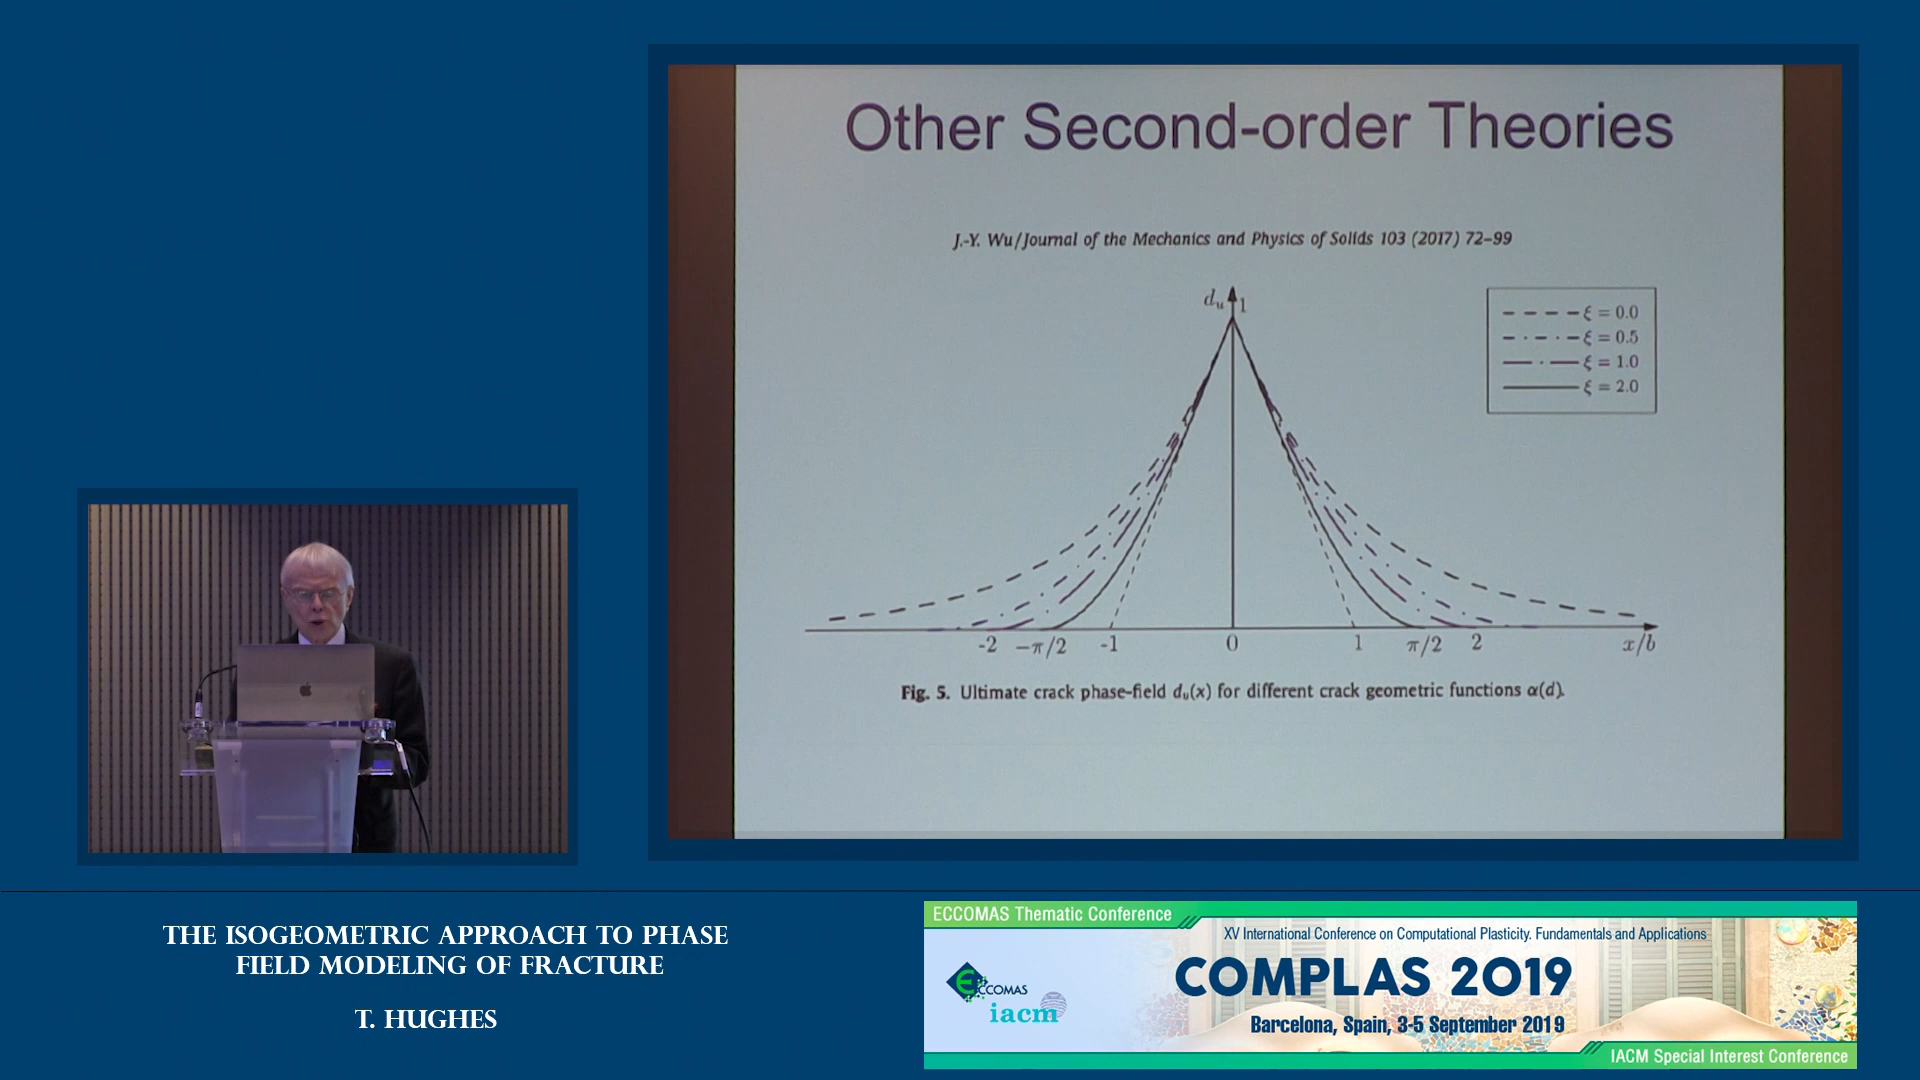 Other Second-order Theories
J.-Y. Wu/Journal of the Mechanics and Physics of Solids 103 (2017) 72–99
dᵤ 1
ξ = 0.0
ξ = 0.5
ξ = 1.0
ξ = 2.0
-2 −π/2 -1 0 1 π/2 2 x/b
Fig. 5. Ultimate crack phase-field dᵤ(x) for different crack geometric functions α(d).
THE ISOGEOMETRIC APPROACH TO PHASE
FIELD MODELING OF FRACTURE
T. HUGHES
ECCOMAS Thematic Conference
XV International Conference on Computational Plasticity. Fundamentals and Applications
ECCOMAS
iacm
COMPLAS 2019
Barcelona, Spain, 3-5 September 2019
IACM Special Interest Conference